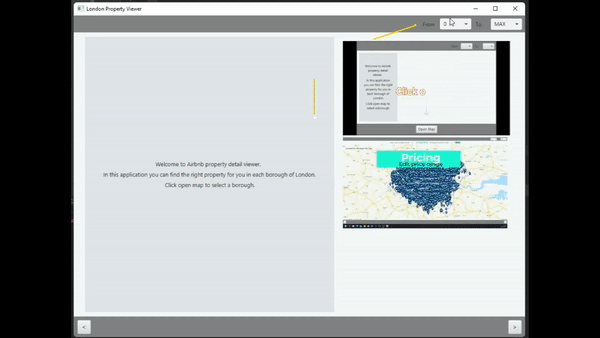 London Property Viewer
From 0 To MAX
Welcome to Airbnb property detail viewer.
In this application you can find the right property for you in each borough of London.
Click open map to select a borough.
Welcome to Airbnb
property detail
viewer.
In this application
you can find the right
property for you in
each borough of
London.
Click open map to
select a borough.
Click o
Open Map
Pricing
Edit price range
< >